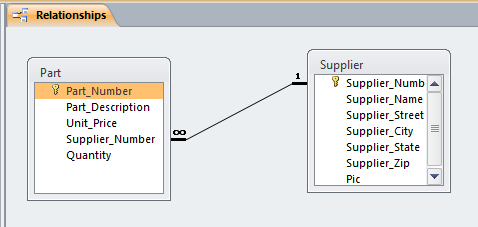 Relationships
Part
Part_Number
Part_Description
Unit_Price
Supplier_Number
Quantity
∞
1
Supplier
Supplier_Numb
Supplier_Name
Supplier_Street
Supplier_City
Supplier_State
Supplier_Zip
Pic